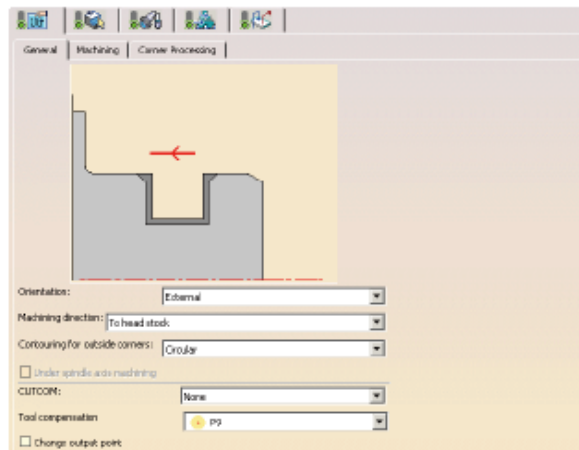 General Machining Corner Processing
Orientation: External
Machining direction: To head stock
Contouring for outside corners: Circular
Under spindle axis machining
CUTCOM: None
Tool compensation P9
Change output point